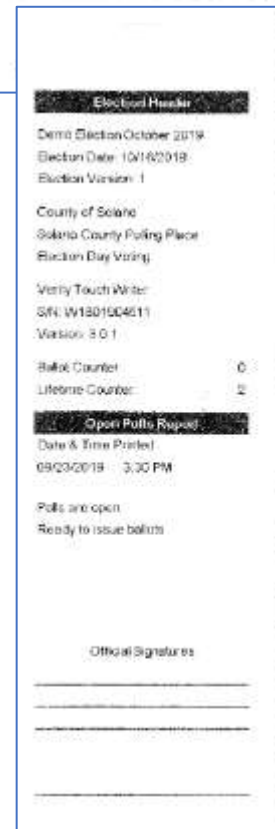 Election Header
Demo Election October 2019
Election Date: 10/16/2019
Election Version: 1
County of Solano
Solano County Polling Place
Election Day Voting
Verity Touch Writer
S/N: W1801904511
Version: 3.0.1
Ballot Counter 0
Lifetime Counter: 2
Open Polls Report
Date & Time Printed
09/23/2019 3:30 PM
Polls are open
Ready to issue ballots
Official Signatures